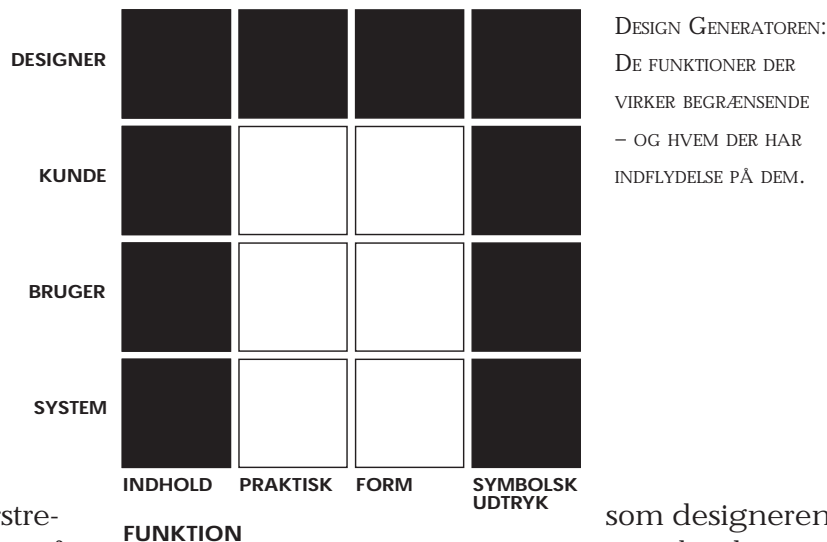 DESIGN GENERATOREN:
DE FUNKTIONER DER
VIRKER BEGRÆNSENDE
– OG HVEM DER HAR
INDFLYDELSE PÅ DEM.
DESIGNER
KUNDE
BRUGER
SYSTEM
INDHOLD PRAKTISK FORM SYMBOLSK
UDTRYK
FUNKTION
rstre-
som designeren